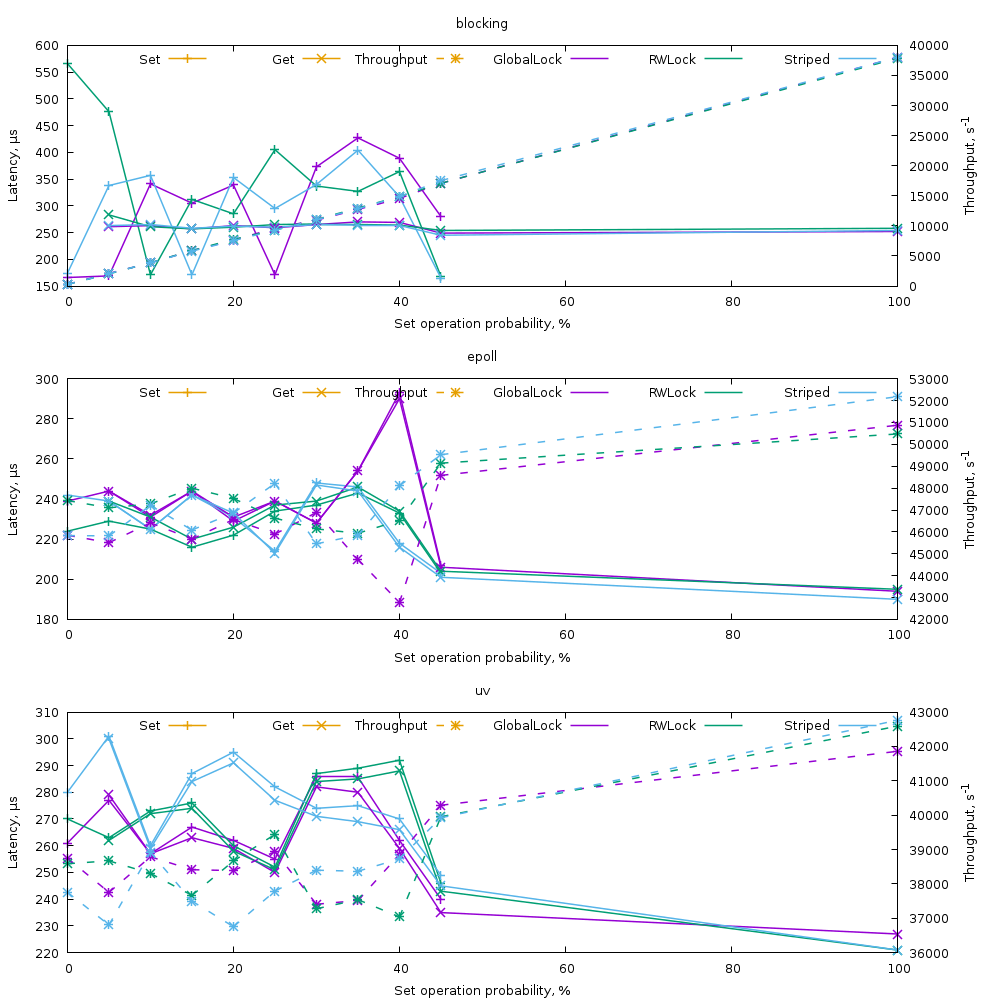 blocking
Set Get Throughput GlobalLock RWLock Striped
600 550 500 450 400 350 300 250 200 150
Latency, µs
40000 35000 30000 25000 20000 15000 10000 5000 0
Throughput, s⁻¹
0 20 40 60 80 100
Set operation probability, %
epoll
Set Get Throughput GlobalLock RWLock Striped
300 280 260 240 220 200 180
Latency, µs
53000 52000 51000 50000 49000 48000 47000 46000 45000 44000 43000 42000
Throughput, s⁻¹
0 20 40 60 80 100
Set operation probability, %
uv
Set Get Throughput GlobalLock RWLock Striped
310 300 290 280 270 260 250 240 230 220
Latency, µs
43000 42000 41000 40000 39000 38000 37000 36000
Throughput, s⁻¹
0 20 40 60 80 100
Set operation probability, %